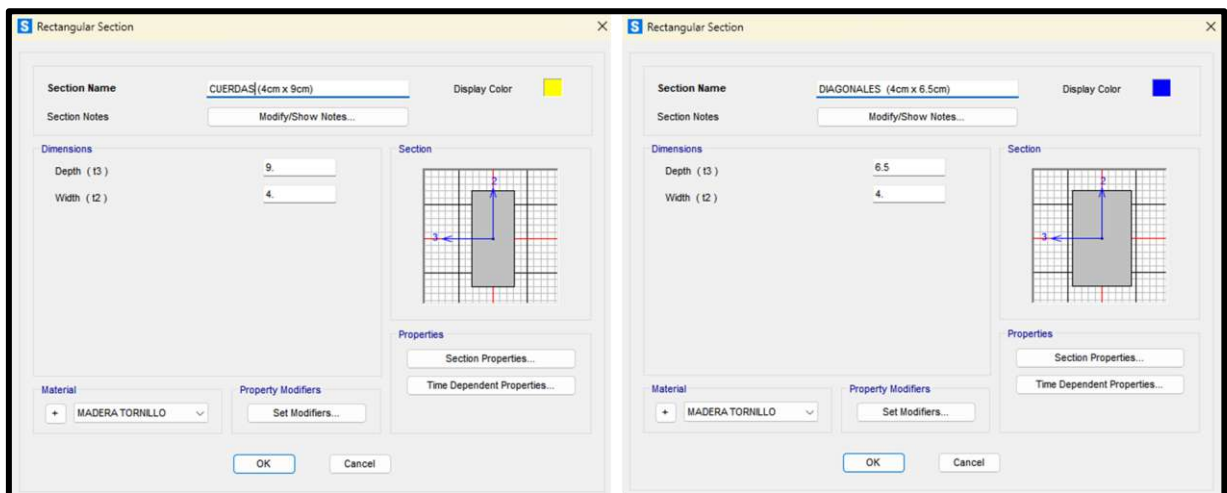 S Rectangular Section ×
Section Name CUERDAS(4cm x 9cm) Display Color
Section Notes Modify/Show Notes...
Dimensions Section
Depth ( t3 ) 9.
Width ( t2 ) 4.
2
3
Properties
Section Properties...
Time Dependent Properties...
Material Property Modifiers
+ MADERA TORNILLO Set Modifiers...
OK Cancel
S Rectangular Section ×
Section Name DIAGONALES (4cm x 6.5cm) Display Color
Section Notes Modify/Show Notes...
Dimensions Section
Depth ( t3 ) 6.5
Width ( t2 ) 4.
2
3
Properties
Section Properties...
Time Dependent Properties...
Material Property Modifiers
+ MADERA TORNILLO Set Modifiers...
OK Cancel